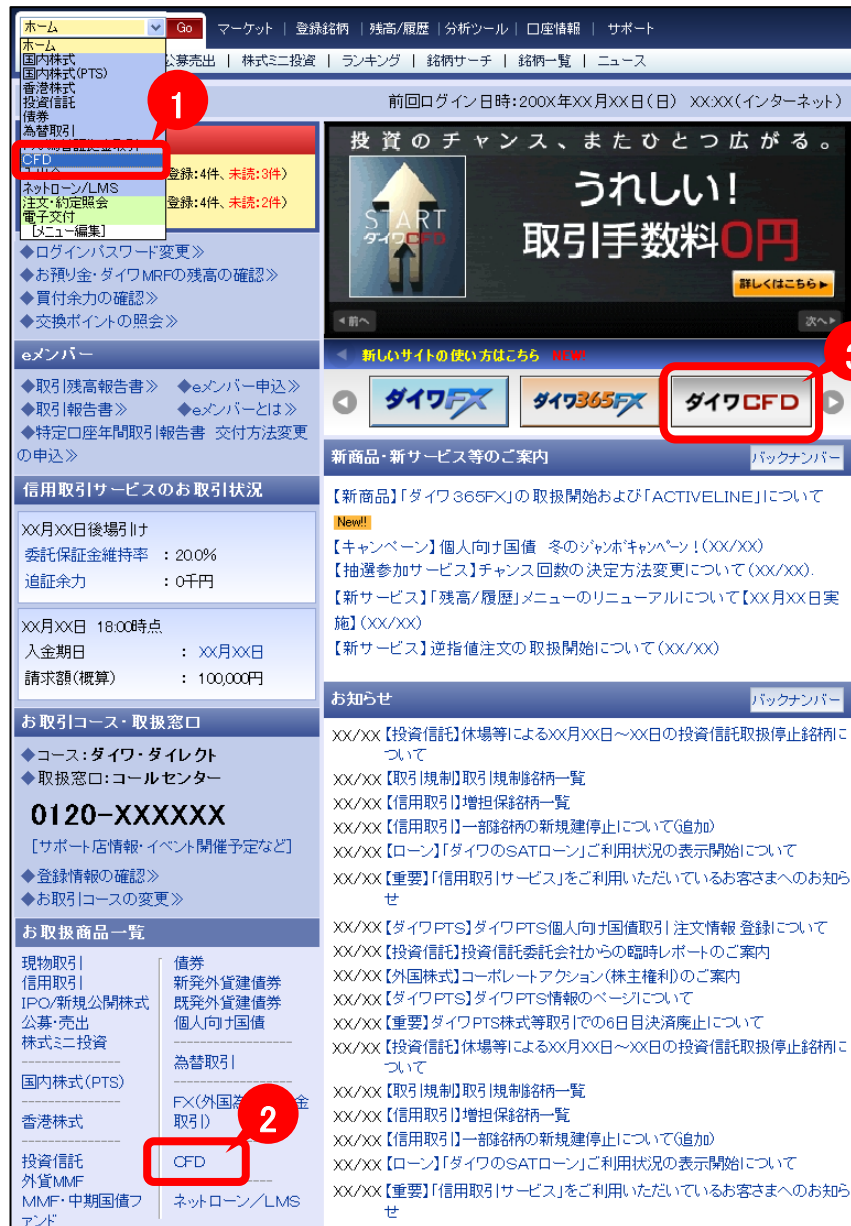 ホーム Go マーケット | 登録銘柄 | 残高/履歴 | 分析ツール | 口座情報 | サポート
ホーム
国内株式
国内株式(PTS)
香港株式
投資信託
債券
為替取引
CFD
ネットローン/LMS
注文・約定照会
電子交付
[メニュー編集]
公募売出 | 株式ミニ投資 | ランキング | 銘柄サーチ | 銘柄一覧 | ニュース
1
前回ログイン日時:200X年XX月XX日(日) XX:XX(インターネット)
登録:4件、未読:3件)
登録:4件、未読:2件)
◆ログインパスワード変更≫
◆お預り金・ダイワMRFの残高の確認≫
◆買付余力の確認≫
◆交換ポイントの照会≫
eメンバー
◆取引残高報告書≫ ◆eメンバー申込≫
◆取引報告書≫ ◆eメンバーとは≫
◆特定口座年間取引報告書 交付方法変更
の申込≫
信用取引サービスのお取引状況
XX月XX日後場引け
委託保証金維持率 : 20.0%
追証余力 : 0千円
XX月XX日 18:00時点
入金期日 : XX月XX日
請求額(概算) : 100,000円
お取引コース・取扱窓口
◆コース:ダイワ・ダイレクト
◆取扱窓口:コールセンター
0120-XXXXXX
[サポート店情報・イベント開催予定など]
◆登録情報の確認≫
◆お取引コースの変更≫
お取扱商品一覧
現物取引
信用取引
IPO/新規公開株式
公募・売出
株式ミニ投資
国内株式(PTS)
香港株式
投資信託
外貨MMF
MMF・中期国債フ
ァンド
債券
新発外貨建債券
既発外貨建債券
個人向け国債
為替取引
FX(外国為 金
取引)
2
CFD
ネットローン/LMS
投資のチャンス、またひとつ広がる。
START
ダイワCFD
うれしい!
取引手数料0円
詳しくはこちら▶
◀前へ 次へ▶
新しいサイトの使い方はこちら NEW!
3
ダイワFX ダイワ365FX ダイワCFD
新商品・新サービス等のご案内 バックナンバー
【新商品】「ダイワ365FX」の取扱開始および「ACTIVELINE」について
New!!
【キャンペーン】個人向け国債 冬のジャンボキャンペーン!(XX/XX)
【抽選参加サービス】チャンス回数の決定方法変更について(XX/XX).
【新サービス】「残高/履歴」メニューのリニューアルについて【XX月XX日実
施】(XX/XX)
【新サービス】逆指値注文の取扱開始について(XX/XX)
お知らせ バックナンバー
XX/XX【投資信託】休場等によるXX月XX日~XX日の投資信託取扱停止銘柄に
ついて
XX/XX【取引規制】取引規制銘柄一覧
XX/XX【信用取引】増担保銘柄一覧
XX/XX【信用取引】一部銘柄の新規建停止について(追加)
XX/XX【ローン】「ダイワのSATローン」ご利用状況の表示開始について
XX/XX【重要】「信用取引サービス」をご利用いただいているお客さまへのお知ら
せ
XX/XX【ダイワPTS】ダイワPTS個人向け国債取引 注文情報 登録について
XX/XX【投資信託】投資信託委託会社からの臨時レポートのご案内
XX/XX【外国株式】コーポレートアクション(株主権利)のご案内
XX/XX【ダイワPTS】ダイワPTS情報のページについて
XX/XX【重要】ダイワPTS株式等取引での6日目決済廃止について
XX/XX【投資信託】休場等によるXX月XX日~XX日の投資信託取扱停止銘柄に
ついて
XX/XX【取引規制】取引規制銘柄一覧
XX/XX【信用取引】増担保銘柄一覧
XX/XX【信用取引】一部銘柄の新規建停止について(追加)
XX/XX【ローン】「ダイワのSATローン」ご利用状況の表示開始について
XX/XX【重要】「信用取引サービス」をご利用いただいているお客さまへのお知ら
せ